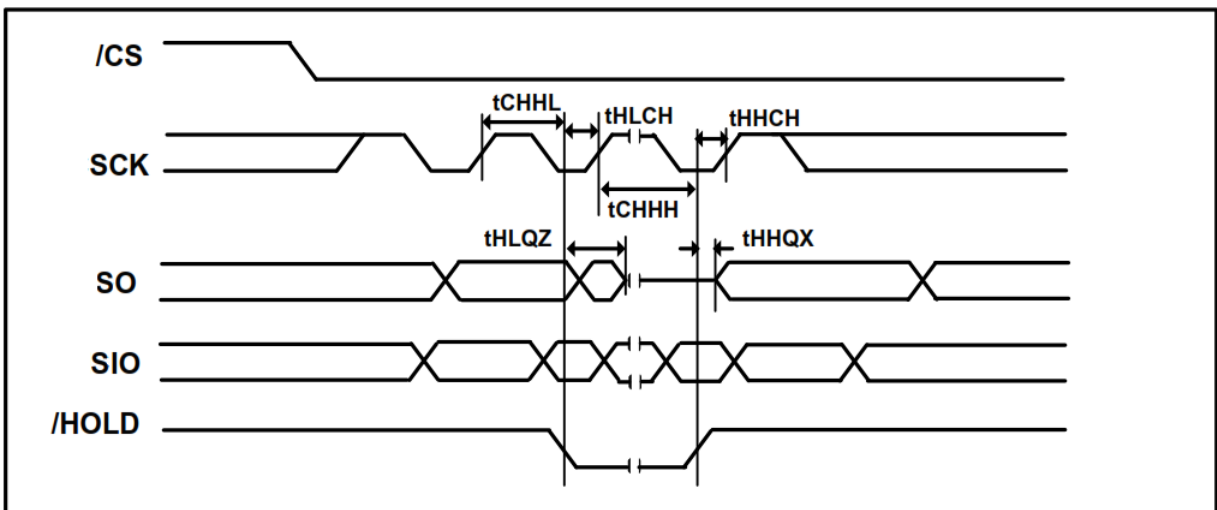 /CS
tCHHL
tHLCH
tHHCH
SCK
tCHHH
tHLQZ
tHHQX
SO
SIO
/HOLD